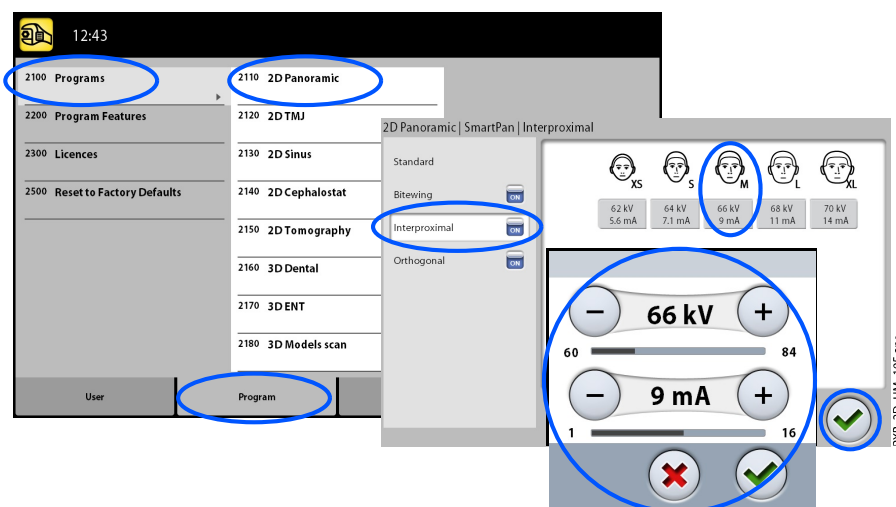 12:43
2100 Programs
2200 Program Features
2300 Licences
2500 Reset to Factory Defaults
2110 2D Panoramic
2120 2D TMJ
2130 2D Sinus
2140 2D Cephalostat
2150 2D Tomography
2160 3D Dental
2170 3D ENT
2180 3D Models scan
User
Program
2D Panoramic | SmartPan | Interproximal
Standard
Bitewing ON
Interproximal ON
Orthogonal ON
XS S M L XL
62 kV 64 kV 66 kV 68 kV 70 kV
5.6 mA 7.1 mA 9 mA 11 mA 14 mA
− 66 kV +
60 84
− 9 mA +
1 16